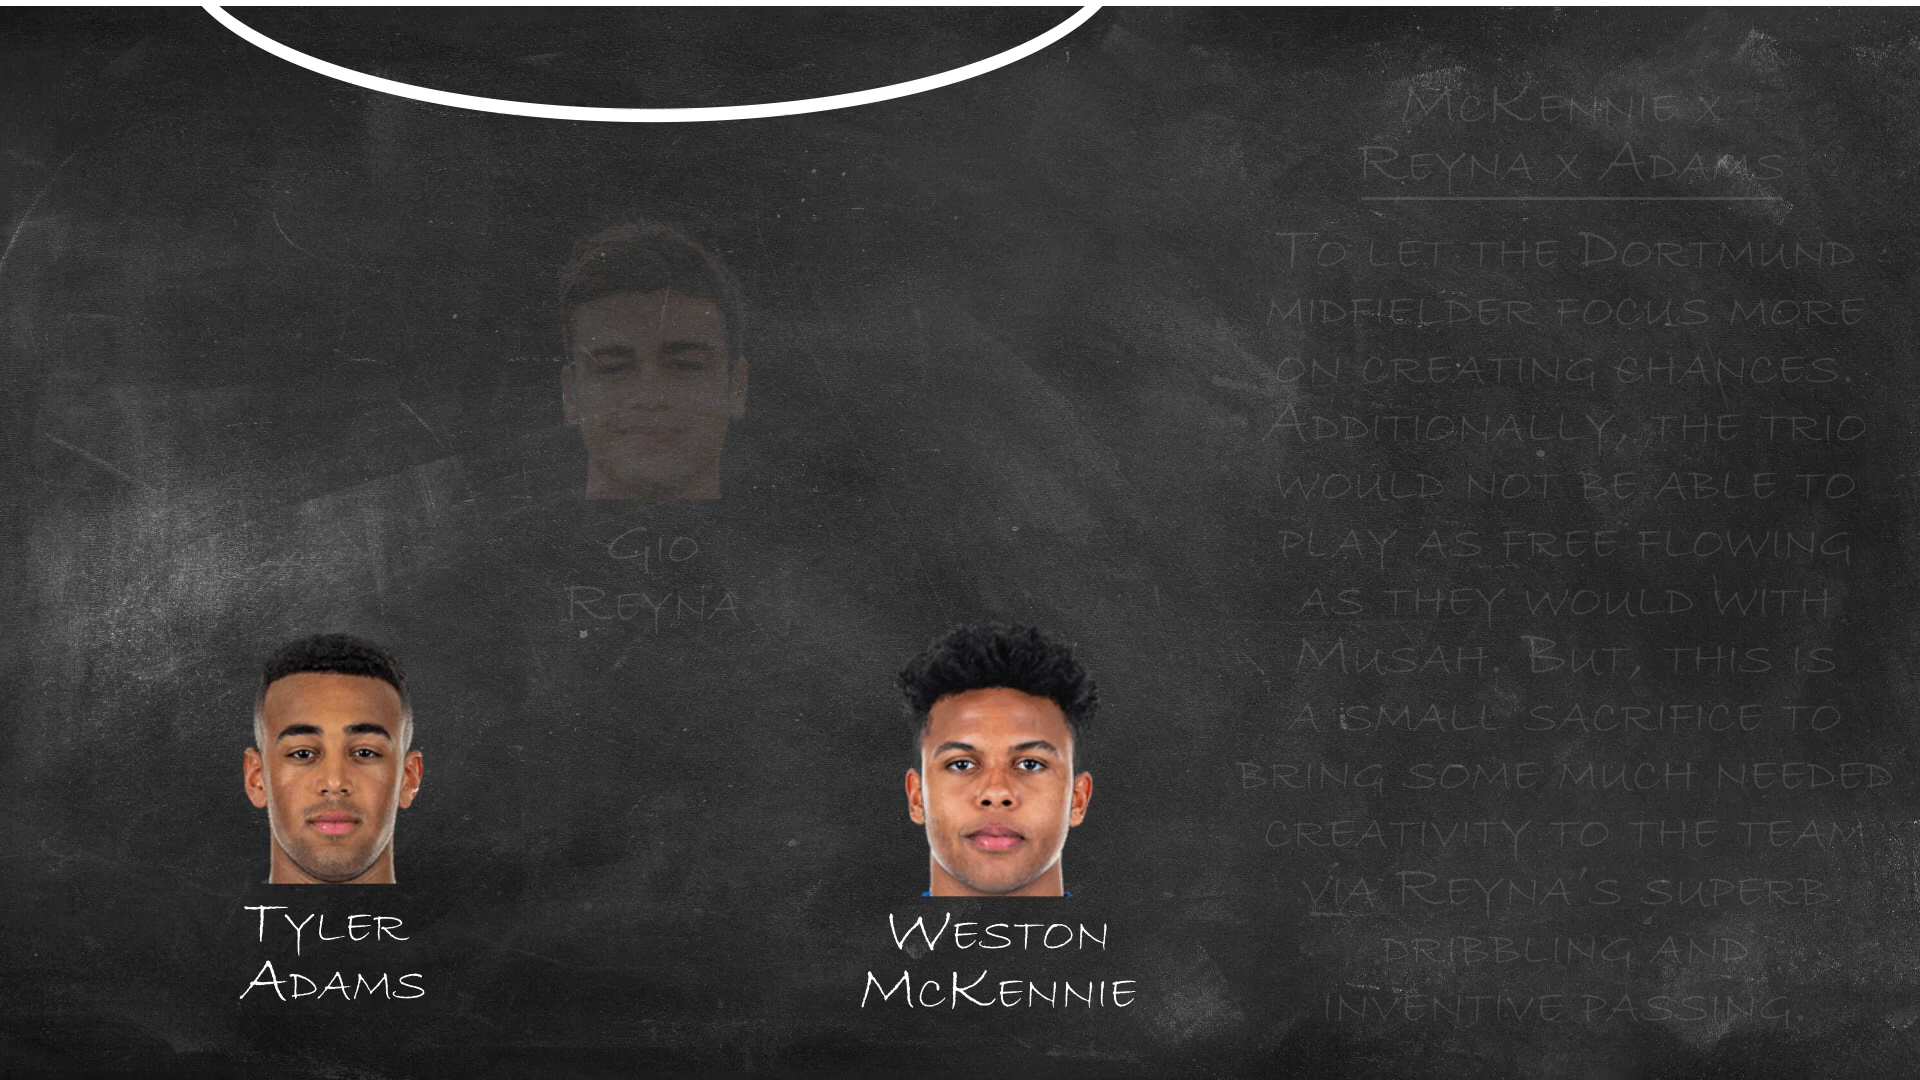 McKennie x
Reyna x Adams
To let the Dortmund
midfielder focus more
on creating chances.
Additionally, the trio
would not be able to
play as free flowing
as they would with
Musah. But, this is
a small sacrifice to
bring some much needed
creativity to the team
via Reyna's superb
dribbling and
inventive passing.
Gio
Reyna
Tyler
Adams
Weston
McKennie